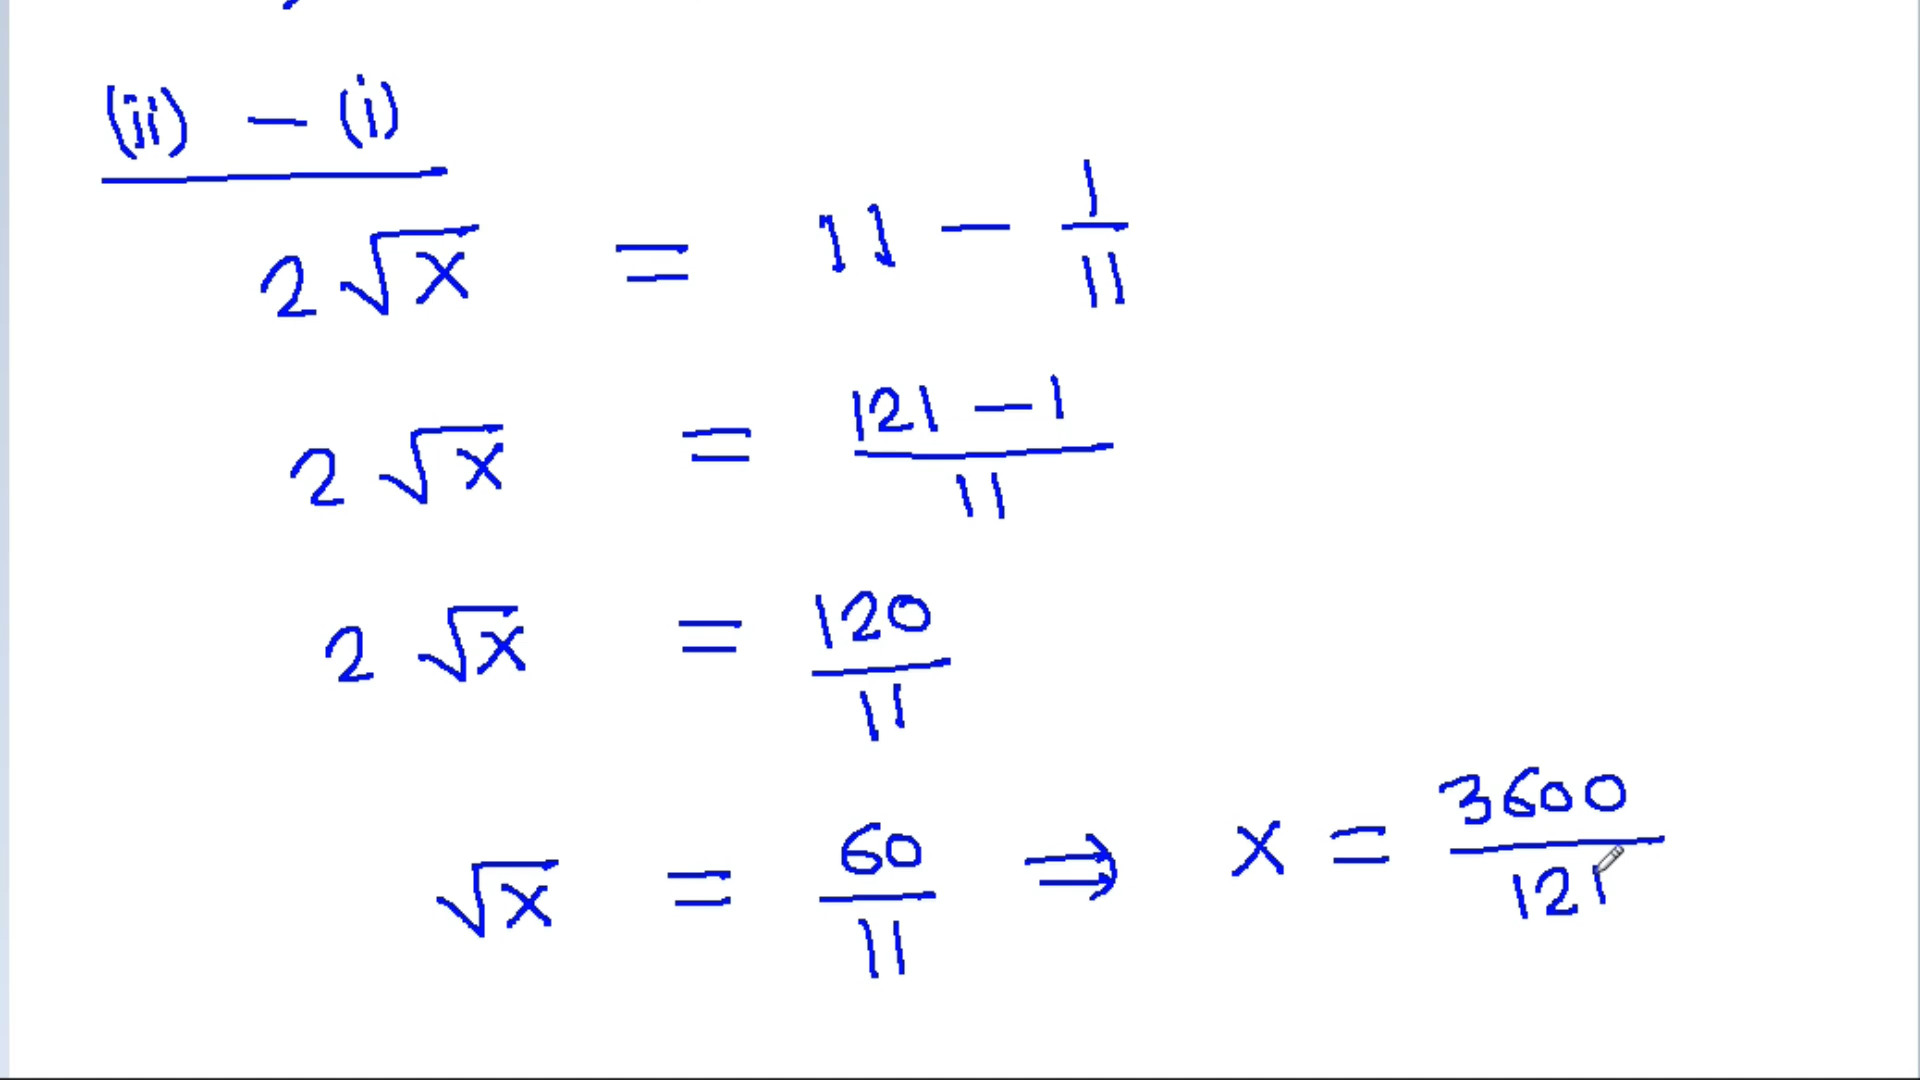 (ii) - (i)
2√x = 11 - 1/11
2√x = (121 - 1)/11
2√x = 120/11
√x = 60/11 ⇒ x = 3600/121